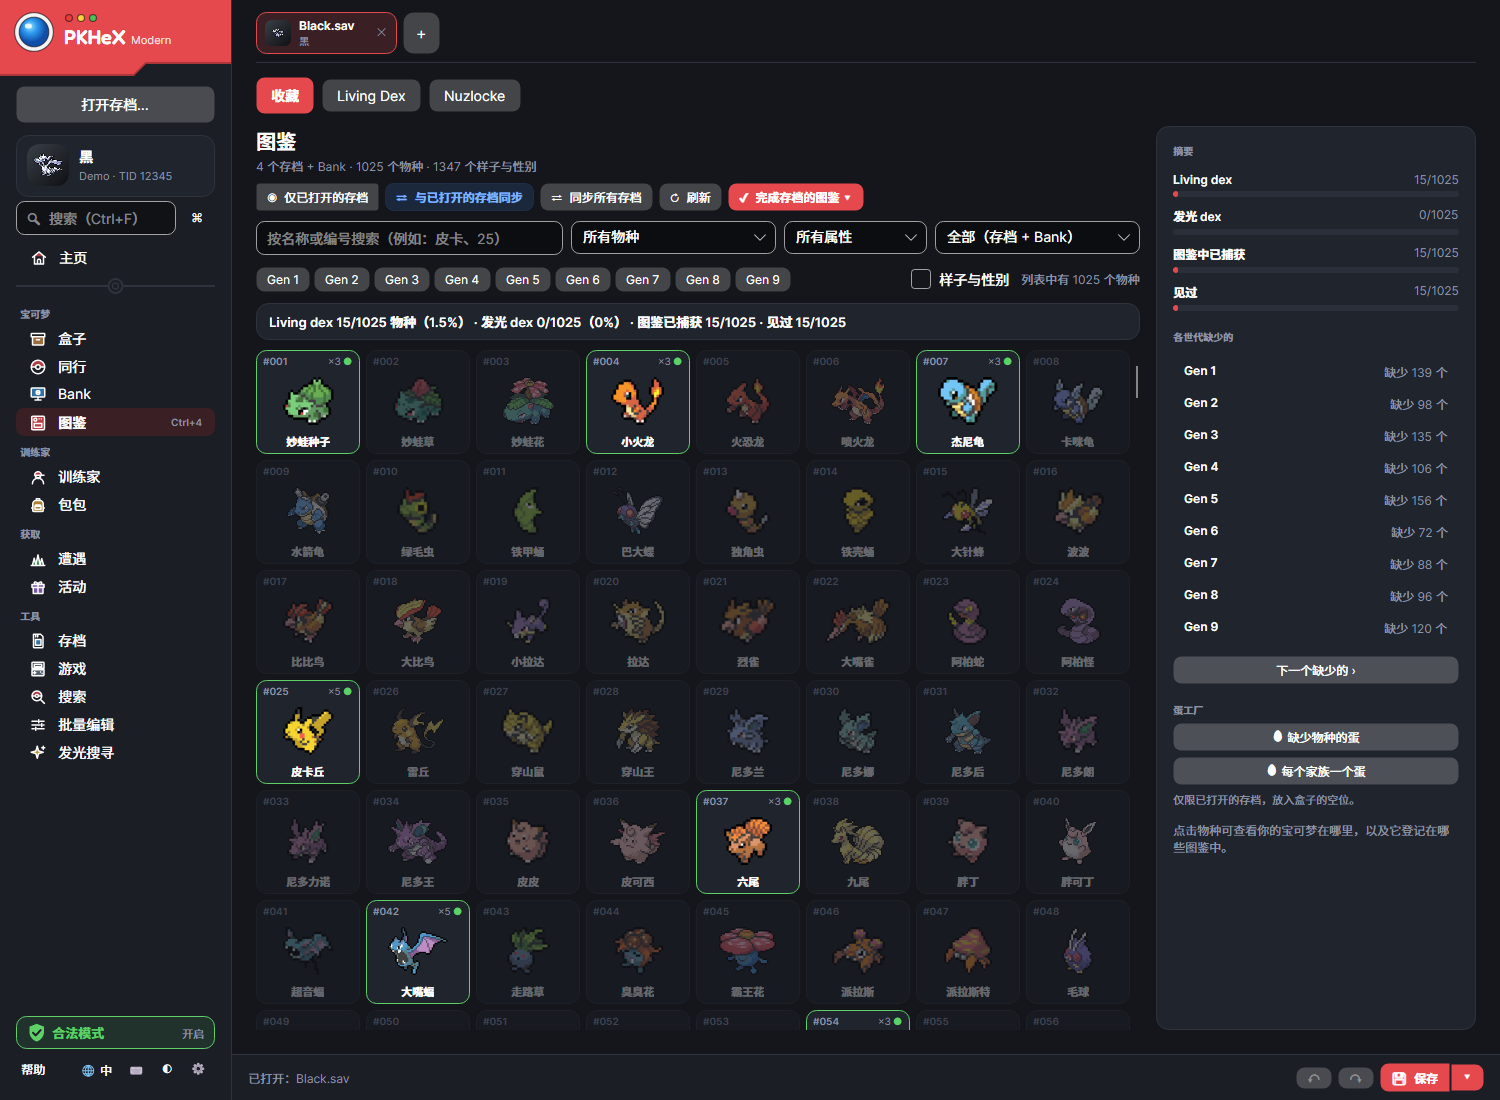 PKHeX Modern
打开存档...
黑
Demo · TID 12345
搜索（Ctrl+F）
⌘
主页
宝可梦
盒子
同行
Bank
图鉴 Ctrl+4
训练家
训练家
包包
获取
遭遇
活动
工具
存档
游戏
搜索
批量编辑
发光搜寻
合法模式 开启
帮助 中
Black.sav
黑
+
收藏 Living Dex Nuzlocke
图鉴
4 个存档 + Bank · 1025 个物种 · 1347 个样子与性别
仅已打开的存档 与已打开的存档同步 同步所有存档 刷新 完成存档的图鉴
按名称或编号搜索（例如：皮卡、25） 所有物种 所有属性 全部（存档 + Bank）
Gen 1 Gen 2 Gen 3 Gen 4 Gen 5 Gen 6 Gen 7 Gen 8 Gen 9 样子与性别 列表中有 1025 个物种
Living dex 15/1025 物种（1.5%） · 发光 dex 0/1025（0%） · 图鉴已捕获 15/1025 · 见过 15/1025
#001 ×3 #002 #003 #004 ×3 #005 #006 #007 ×3 #008
妙蛙种子 妙蛙草 妙蛙花 小火龙 火恐龙 喷火龙 杰尼龟 卡咪龟
#009 #010 #011 #012 #013 #014 #015 #016
水箭龟 绿毛虫 铁甲蛹 巴大蝶 独角虫 铁壳蛹 大针蜂 波波
#017 #018 #019 #020 #021 #022 #023 #024
比比鸟 大比鸟 小拉达 拉达 烈雀 大嘴雀 阿柏蛇 阿柏怪
#025 ×5 #026 #027 #028 #029 #030 #031 #032
皮卡丘 雷丘 穿山鼠 穿山王 尼多兰 尼多娜 尼多后 尼多朗
#033 #034 #035 #036 #037 ×3 #038 #039 #040
尼多力诺 尼多王 皮皮 皮可西 六尾 九尾 胖丁 胖可丁
#041 #042 ×5 #043 #044 #045 #046 #047 #048
超音蝠 大嘴蝠 走路草 臭臭花 霸王花 派拉斯 派拉斯特 毛球
#049 #050 #051 #052 #053 #054 ×3 #055 #056
摘要
Living dex 15/1025
发光 dex 0/1025
图鉴中已捕获 15/1025
见过 15/1025
各世代缺少的
Gen 1 缺少 139 个
Gen 2 缺少 98 个
Gen 3 缺少 135 个
Gen 4 缺少 106 个
Gen 5 缺少 156 个
Gen 6 缺少 72 个
Gen 7 缺少 88 个
Gen 8 缺少 96 个
Gen 9 缺少 120 个
下一个缺少的 ›
蛋工厂
缺少物种的蛋
每个家族一个蛋
仅限已打开的存档，放入盒子的空位。
点击物种可查看你的宝可梦在哪里，以及它登记在哪
些图鉴中。
已打开：Black.sav
保存